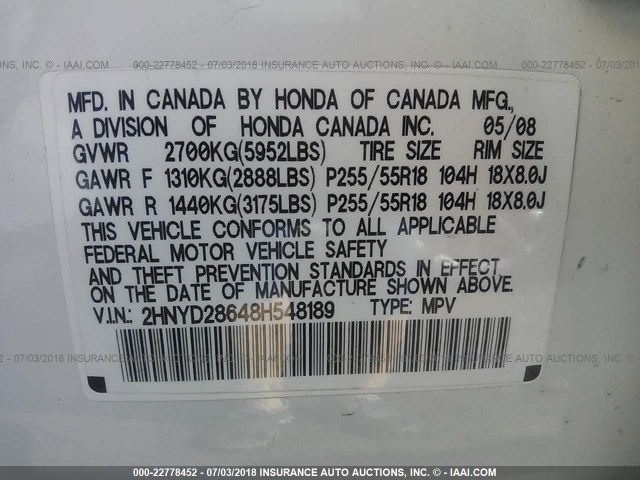 000-22778452 - 07/03/2018 INSURANCE AUTO AUCTIONS, INC. - © IAAI.COM
MFD. IN CANADA BY HONDA OF CANADA MFG.,
A DIVISION OF HONDA CANADA INC. 05/08
GVWR 2700KG(5952LBS) TIRE SIZE RIM SIZE
GAWR F 1310KG(2888LBS) P255/55R18 104H 18X8.0J
GAWR R 1440KG(3175LBS) P255/55R18 104H 18X8.0J
THIS VEHICLE CONFORMS TO ALL APPLICABLE
FEDERAL MOTOR VEHICLE SAFETY
AND THEFT PREVENTION STANDARDS IN EFFECT
ON THE DATE OF MANUFACTURE SHOWN ABOVE.
V.I.N.: 2HNYD28648H548189 TYPE: MPV
000-22778452 - 07/03/2018 INSURANCE AUTO AUCTIONS, INC. - © IAAI.COM